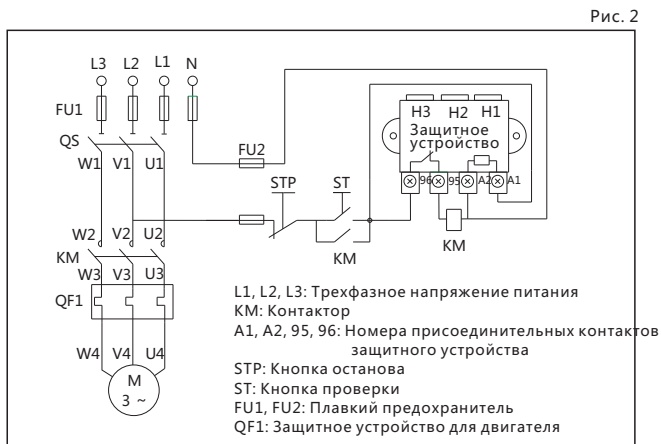 Рис. 2
L3 L2 L1 N
FU1
QS
W1 V1 U1
FU2
STP ST
H3 H2 H1
Защитное
устройство
96 95 A2 A1
W2 V2 U2
KM
KM
KM
W3 V3 U3
QF1
W4 V4 U4
M
3 ~
L1, L2, L3: Трехфазное напряжение питания
KM: Контактор
A1, A2, 95, 96: Номера присоединительных контактов
защитного устройства
STP: Кнопка останова
ST: Кнопка проверки
FU1, FU2: Плавкий предохранитель
QF1: Защитное устройство для двигателя